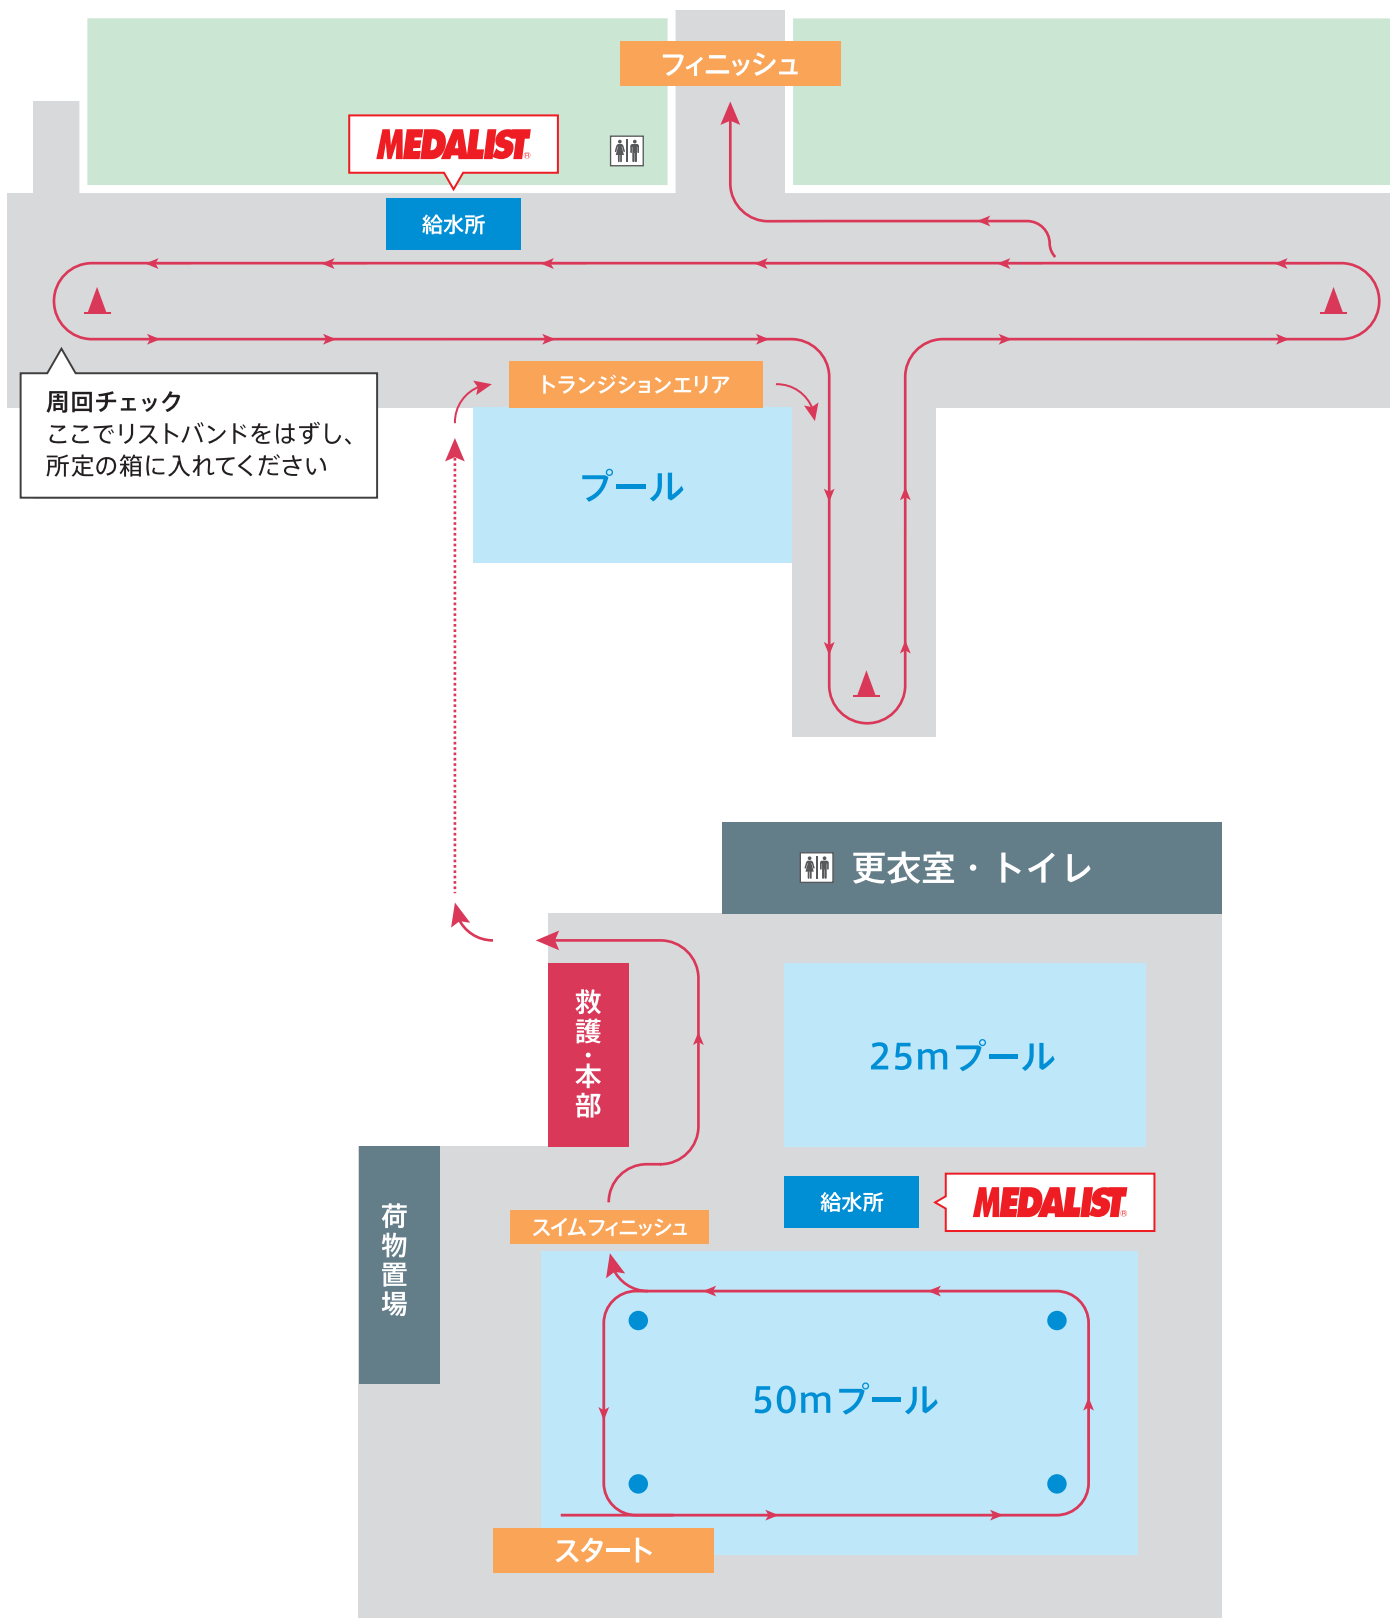 フィニッシュ
MEDALIST®
給水所
トランジションエリア
周回チェック
ここでリストバンドをはずし、
所定の箱に入れてください
プール
更衣室・トイレ
救護・本部
25mプール
給水所
MEDALIST®
荷物置場
スイムフィニッシュ
50mプール
スタート